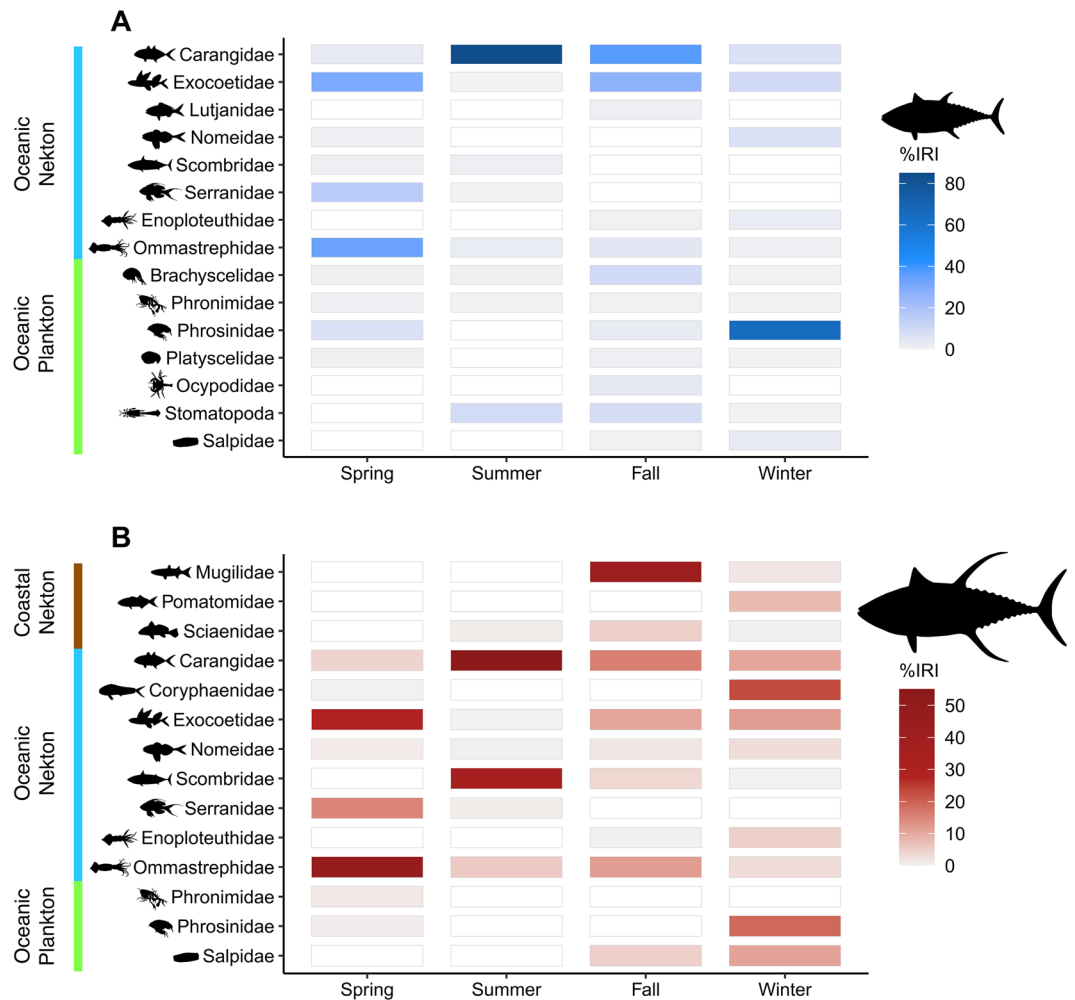 A
Oceanic
Nekton
Oceanic
Plankton
Carangidae
Exocoetidae
Lutjanidae
Nomeidae
Scombridae
Serranidae
Enoploteuthidae
Ommastrephidae
Brachyscelidae
Phronimidae
Phrosinidae
Platyscelidae
Ocypodidae
Stomatopoda
Salpidae
Spring Summer Fall Winter
%IRI
80
60
40
20
0
B
Coastal
Nekton
Oceanic
Nekton
Oceanic
Plankton
Mugilidae
Pomatomidae
Sciaenidae
Carangidae
Coryphaenidae
Exocoetidae
Nomeidae
Scombridae
Serranidae
Enoploteuthidae
Ommastrephidae
Phronimidae
Phrosinidae
Salpidae
Spring Summer Fall Winter
%IRI
50
40
30
20
10
0